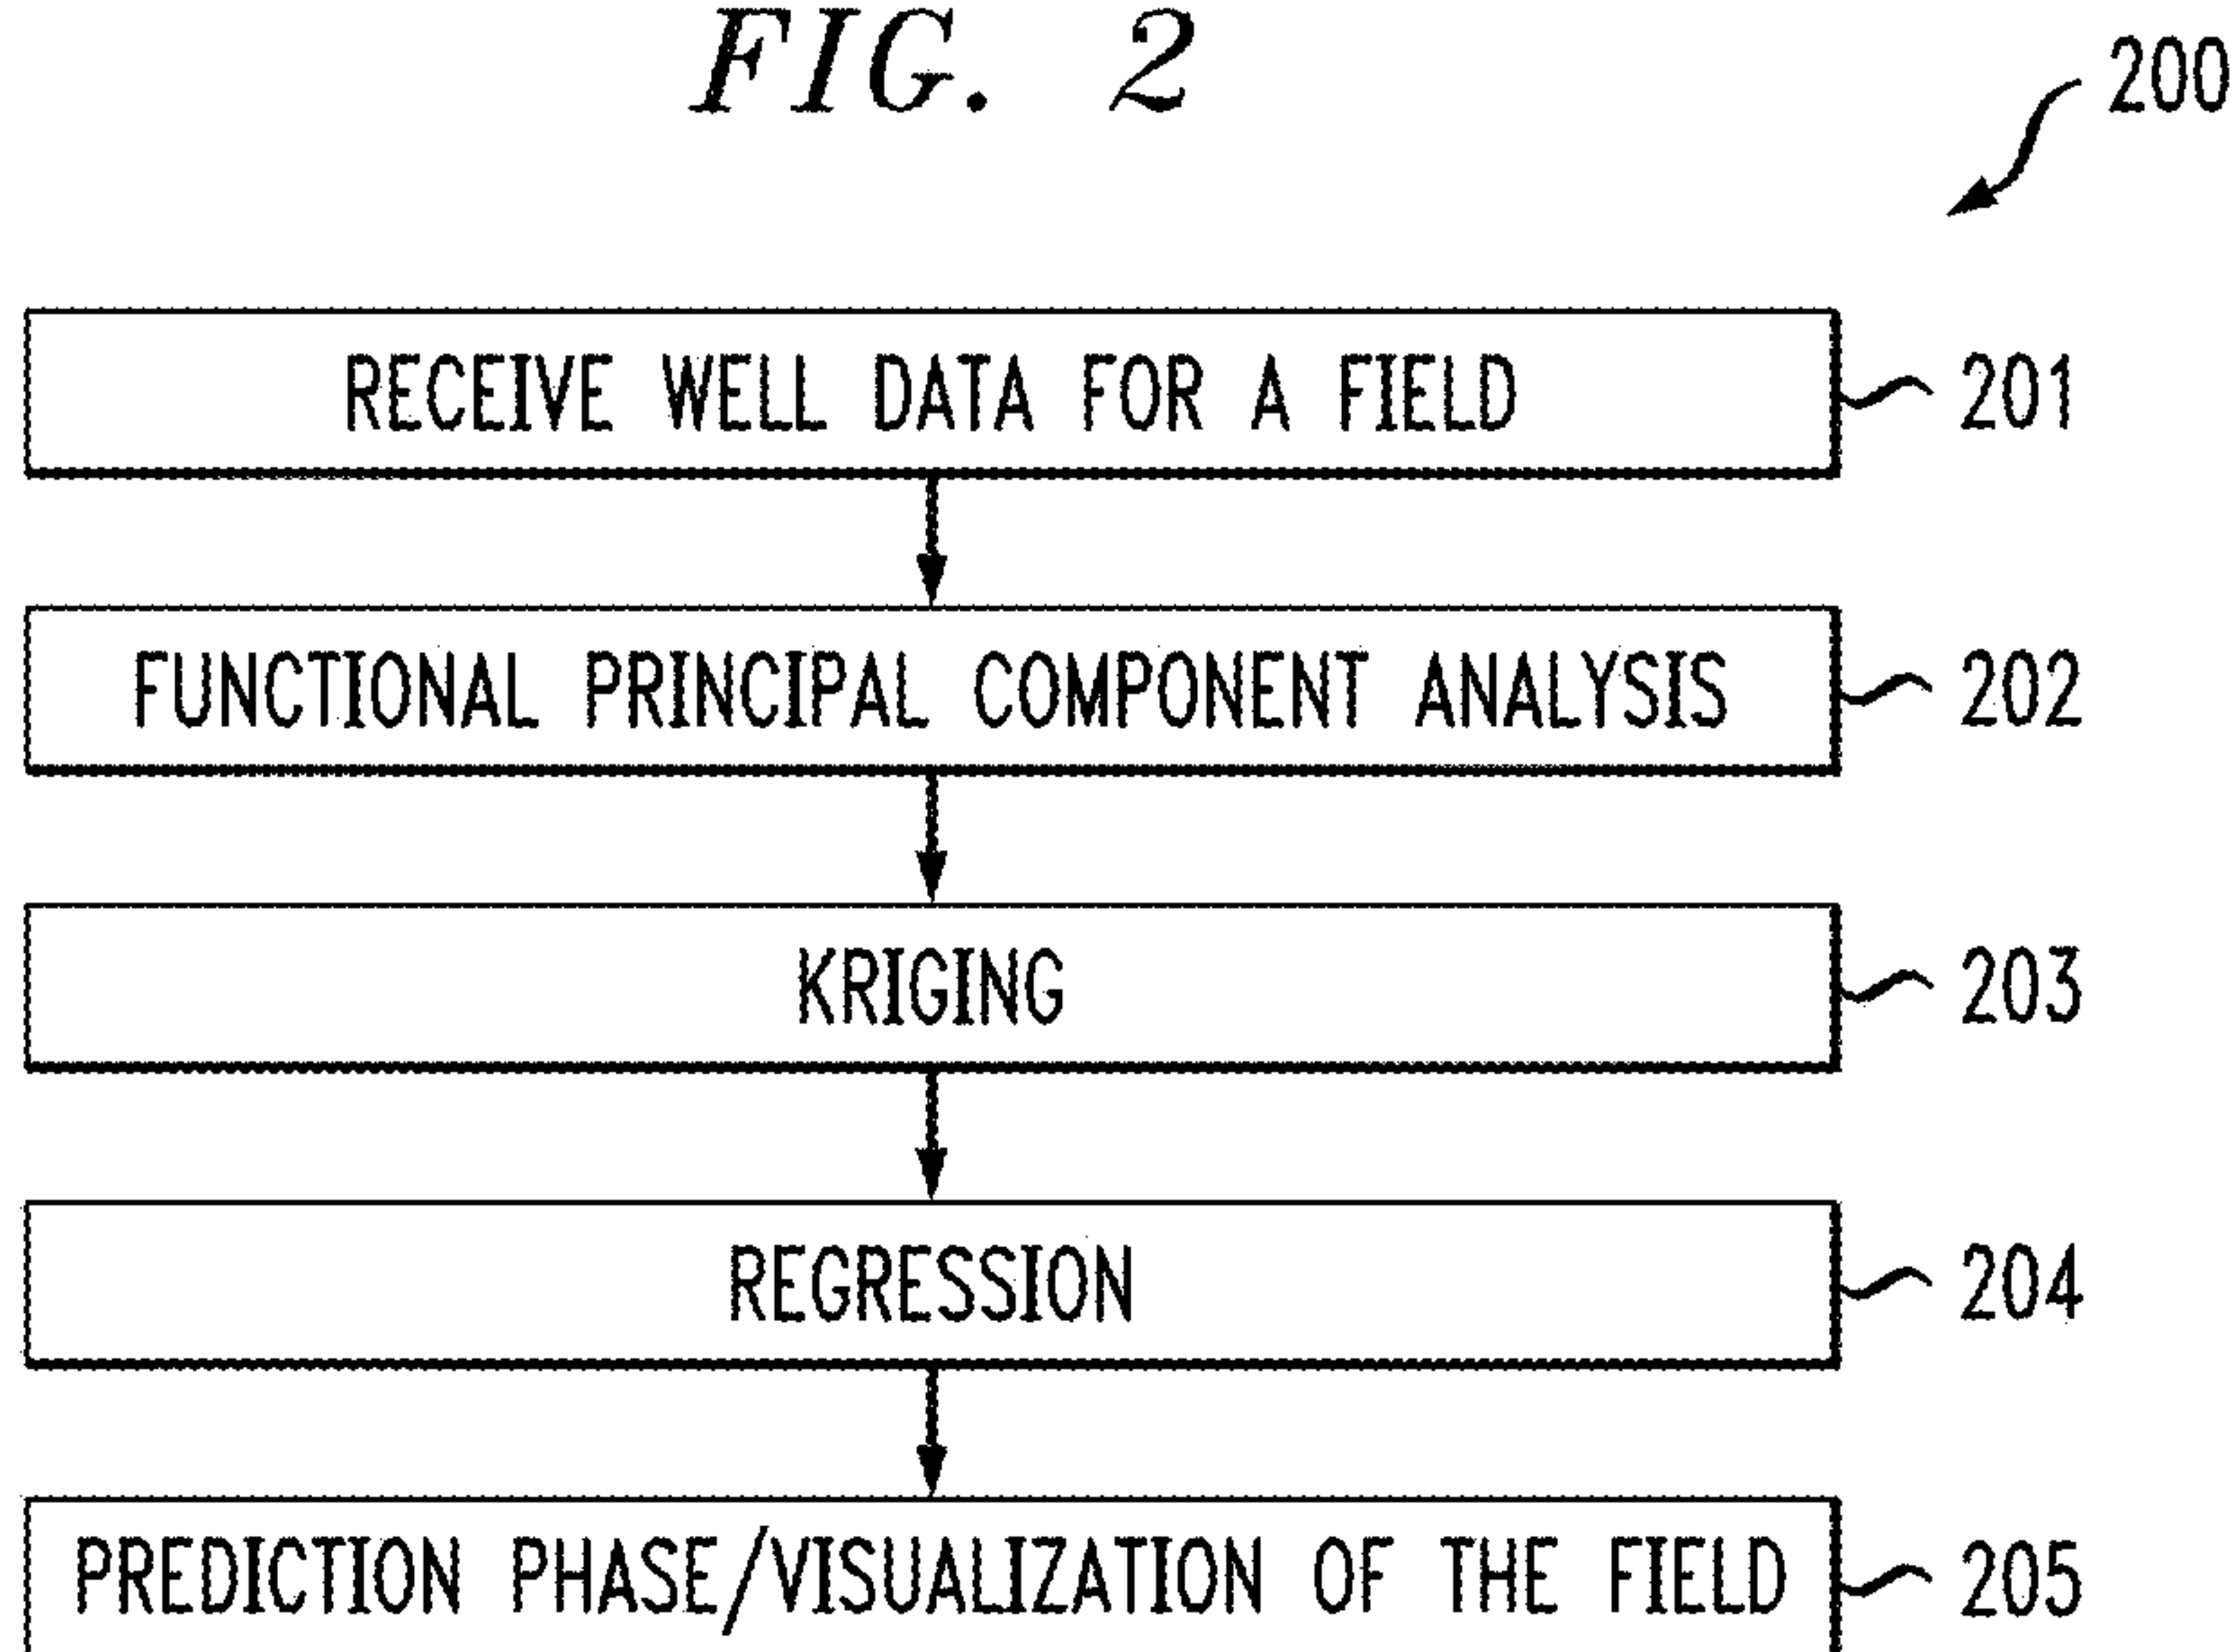 FIG. 2
200
RECEIVE WELL DATA FOR A FIELD
201
FUNCTIONAL PRINCIPAL COMPONENT ANALYSIS
202
KRIGING
203
REGRESSION
204
PREDICTION PHASE/VISUALIZATION OF THE FIELD
205